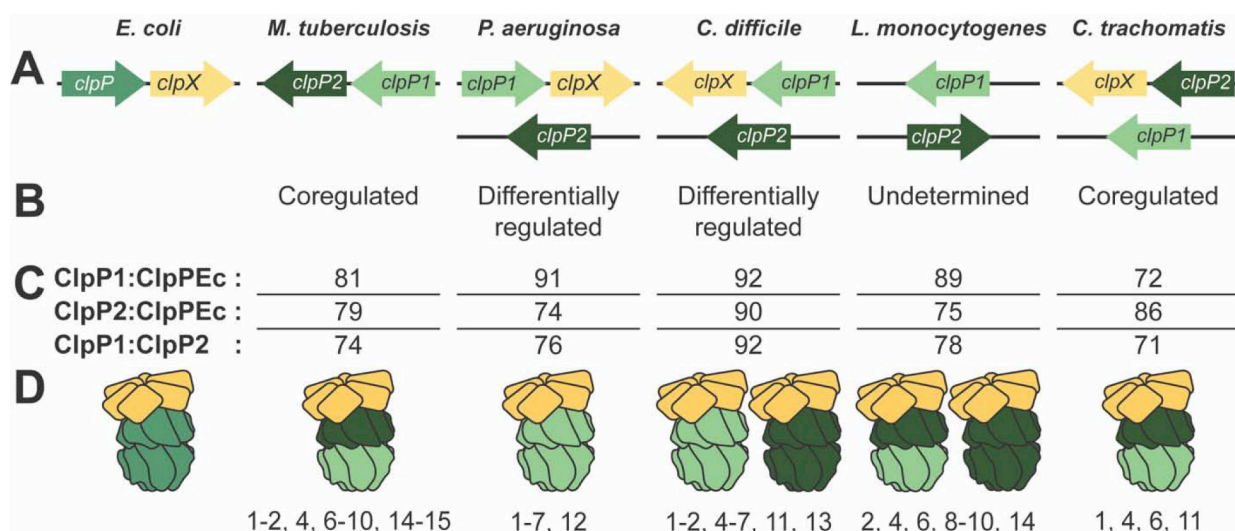 E. coli M. tuberculosis P. aeruginosa C. difficile L. monocytogenes C. trachomatis
A
clpP clpX clpP2 clpP1 clpP1 clpX clpX clpP1 clpP1 clpX clpP2
clpP2 clpP2 clpP2 clpP1
B
Coregulated Differentially Differentially Undetermined Coregulated
regulated regulated
C
ClpP1:ClpPEc : 81 91 92 89 72
ClpP2:ClpPEc : 79 74 90 75 86
ClpP1:ClpP2 : 74 76 92 78 71
D
1-2, 4, 6-10, 14-15 1-7, 12 1-2, 4-7, 11, 13 2, 4, 6, 8-10, 14 1, 4, 6, 11